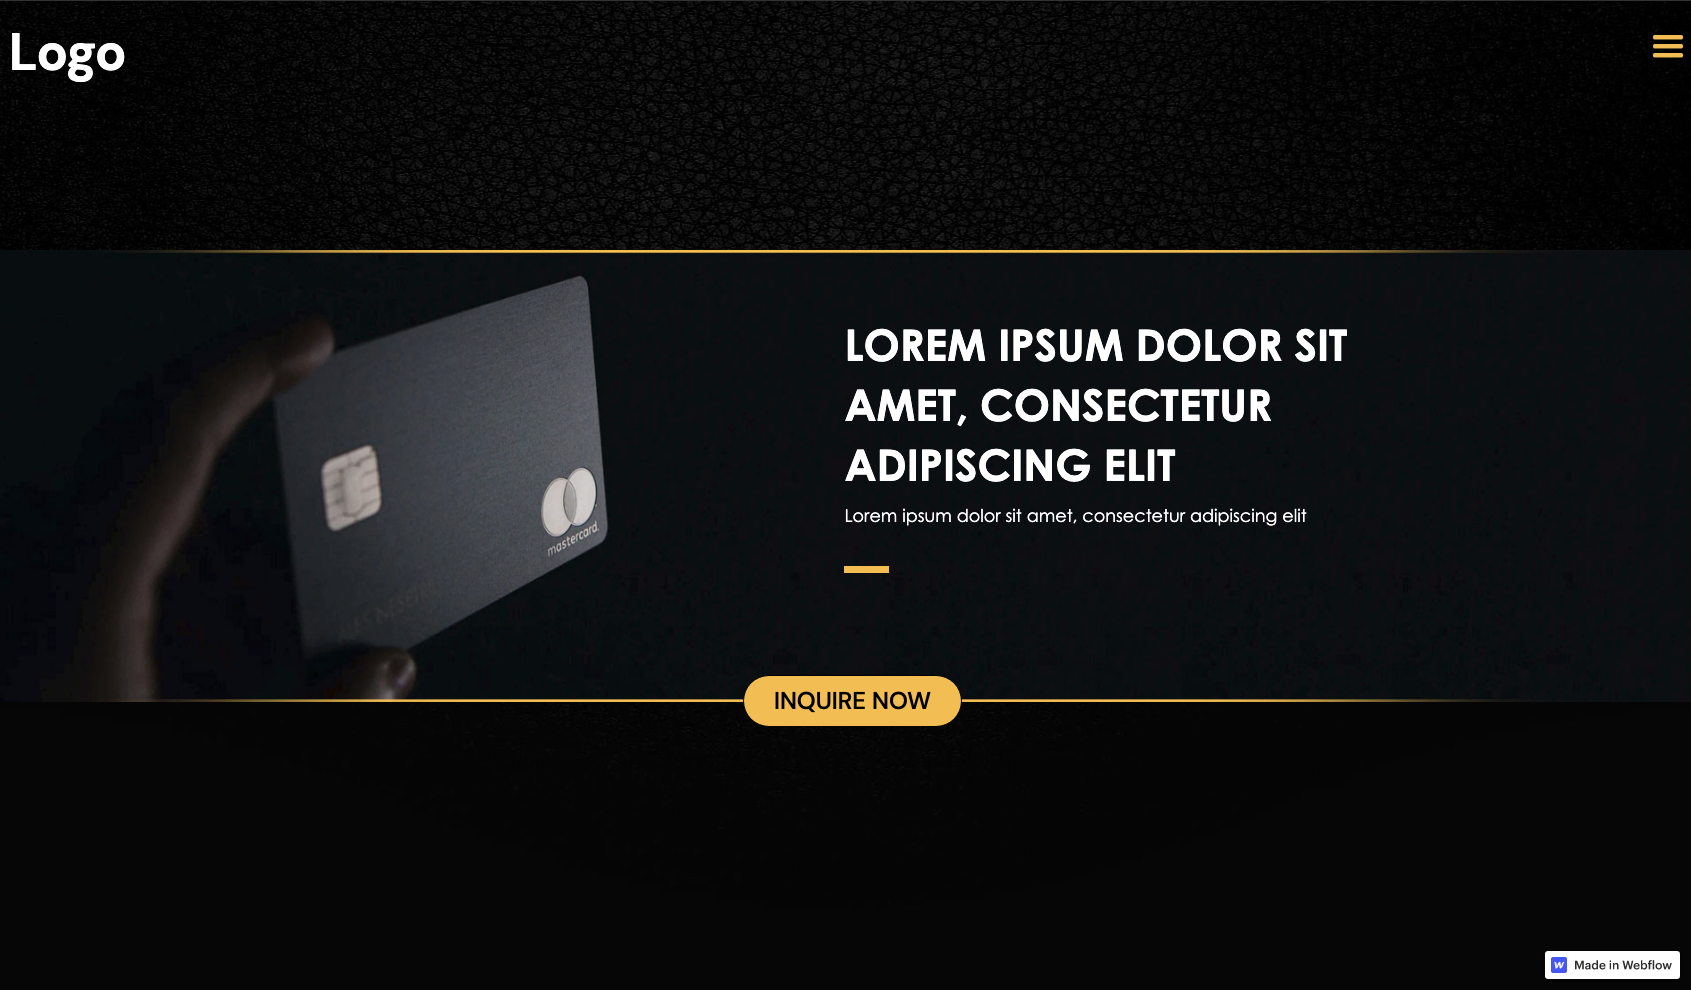 Logo
LOREM IPSUM DOLOR SIT
AMET, CONSECTETUR
ADIPISCING ELIT
Lorem ipsum dolor sit amet, consectetur adipiscing elit
mastercard.
INQUIRE NOW
Made in Webflow